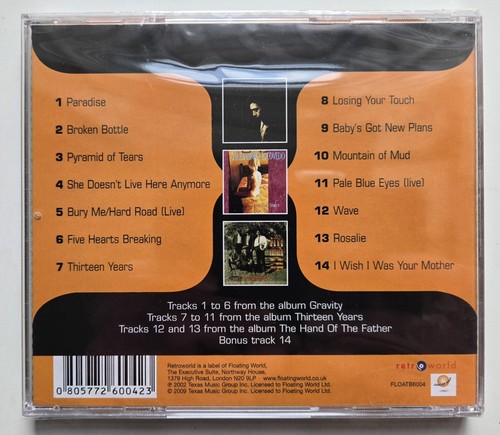 1 Paradise
2 Broken Bottle
3 Pyramid of Tears
4 She Doesn't Live Here Anymore
5 Bury Me/Hard Road (Live)
6 Five Hearts Breaking
7 Thirteen Years
8 Losing Your Touch
9 Baby's Got New Plans
10 Mountain of Mud
11 Pale Blue Eyes (live)
12 Wave
13 Rosalie
14 I Wish I Was Your Mother
Tracks 1 to 6 from the album Gravity
Tracks 7 to 11 from the album Thirteen Years
Tracks 12 and 13 from the album The Hand Of The Father
Bonus track 14
0 805772 600423
Retroworld is a label of Floating World,
The Executive Suite, Northway House,
1379 High Road, London N20 9LP www.floatingworld.co.uk
℗ 2002 Texas Music Group Inc. Licensed to Floating World Ltd.
© 2009 Texas Music Group Inc. Licensed to Floating World Ltd.
retroworld
FLOATB6004